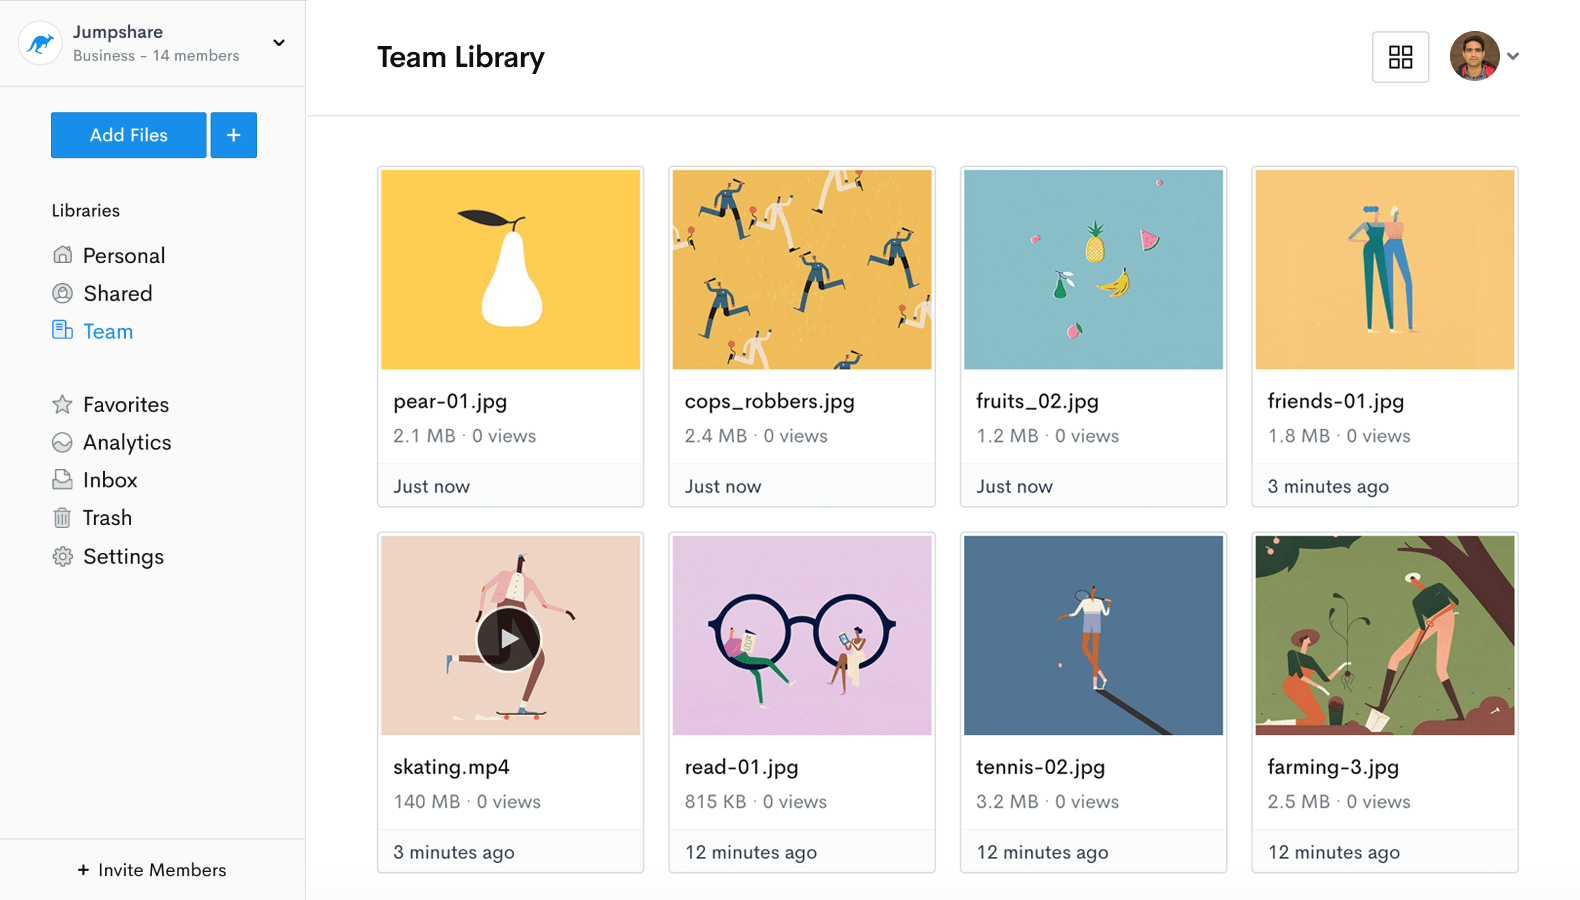 Jumpshare
Business - 14 members
Team Library
Add Files
+
Libraries
Personal
Shared
Team
Favorites
Analytics
Inbox
Trash
Settings
+ Invite Members
pear-01.jpg
2.1 MB · 0 views
Just now
cops_robbers.jpg
2.4 MB · 0 views
Just now
fruits_02.jpg
1.2 MB · 0 views
Just now
friends-01.jpg
1.8 MB · 0 views
3 minutes ago
skating.mp4
140 MB · 0 views
3 minutes ago
read-01.jpg
815 KB · 0 views
12 minutes ago
tennis-02.jpg
3.2 MB · 0 views
12 minutes ago
farming-3.jpg
2.5 MB · 0 views
12 minutes ago